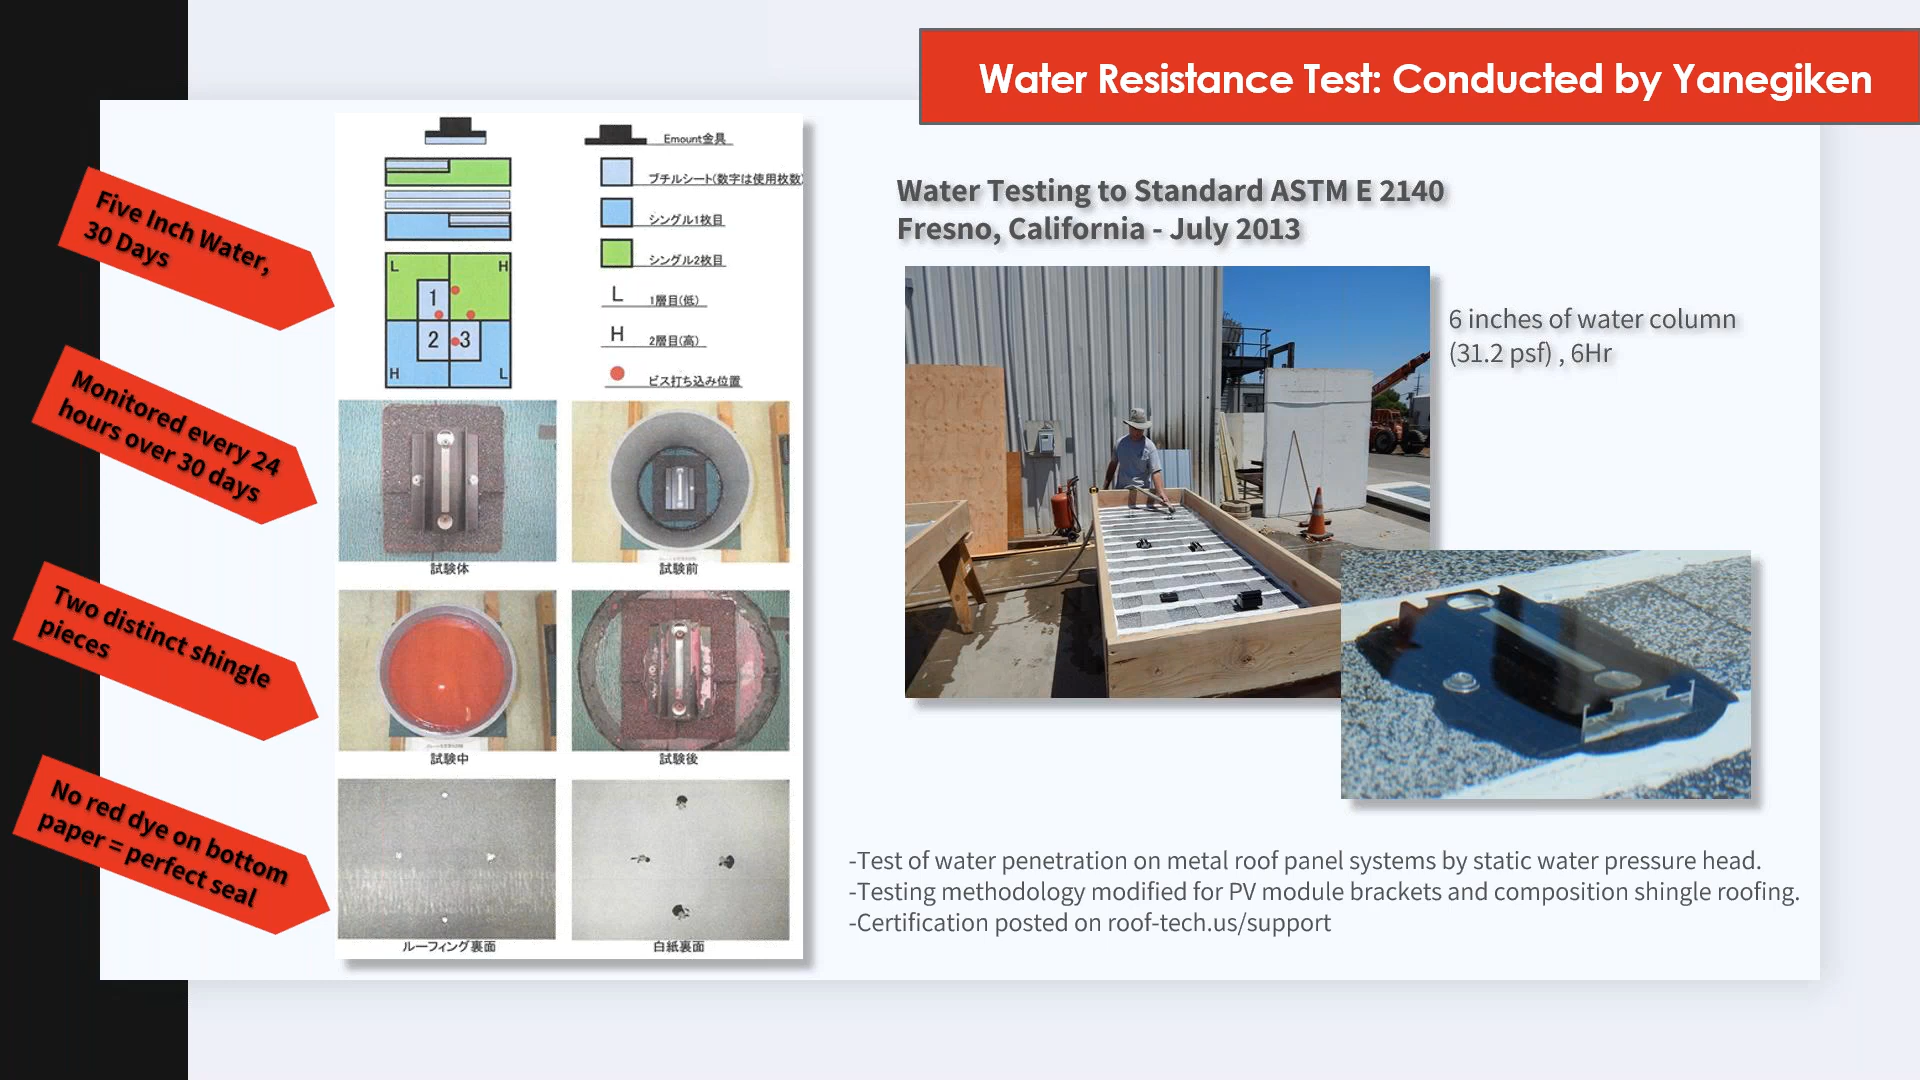 Water Resistance Test: Conducted by Yanegiken
Five Inch Water,
30 Days
Monitored every 24
hours over 30 days
Two distinct shingle
pieces
No red dye on bottom
paper = perfect seal
Emount金具
ブチルシート(数字は使用枚数)
シングル1枚目
シングル2枚目
L 1層目(低)
H 2層目(高)
ビス打ち込み位置
L H
1
2 3
H L
試験体
試験前
試験中
試験後
ルーフィング裏面
白紙裏面
Water Testing to Standard ASTM E 2140
Fresno, California - July 2013
6 inches of water column
(31.2 psf) , 6Hr
-Test of water penetration on metal roof panel systems by static water pressure head.
-Testing methodology modified for PV module brackets and composition shingle roofing.
-Certification posted on roof-tech.us/support